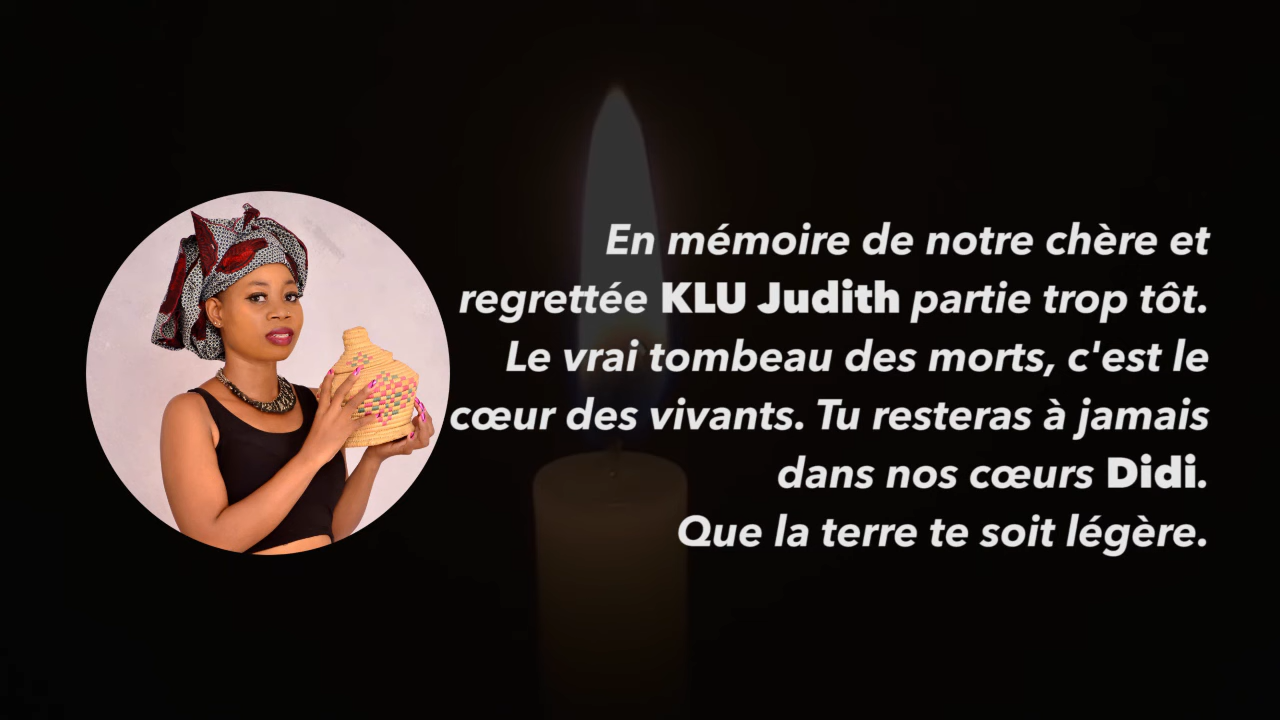 En mémoire de notre chère et
regrettée KLU Judith partie trop tôt.
Le vrai tombeau des morts, c'est le
cœur des vivants. Tu resteras à jamais
dans nos cœurs Didi.
Que la terre te soit légère.